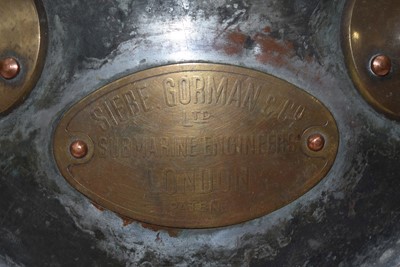 SIEBE. GORMAN & CO.
LTD
SUBMARINE ENGINEERS
LONDON